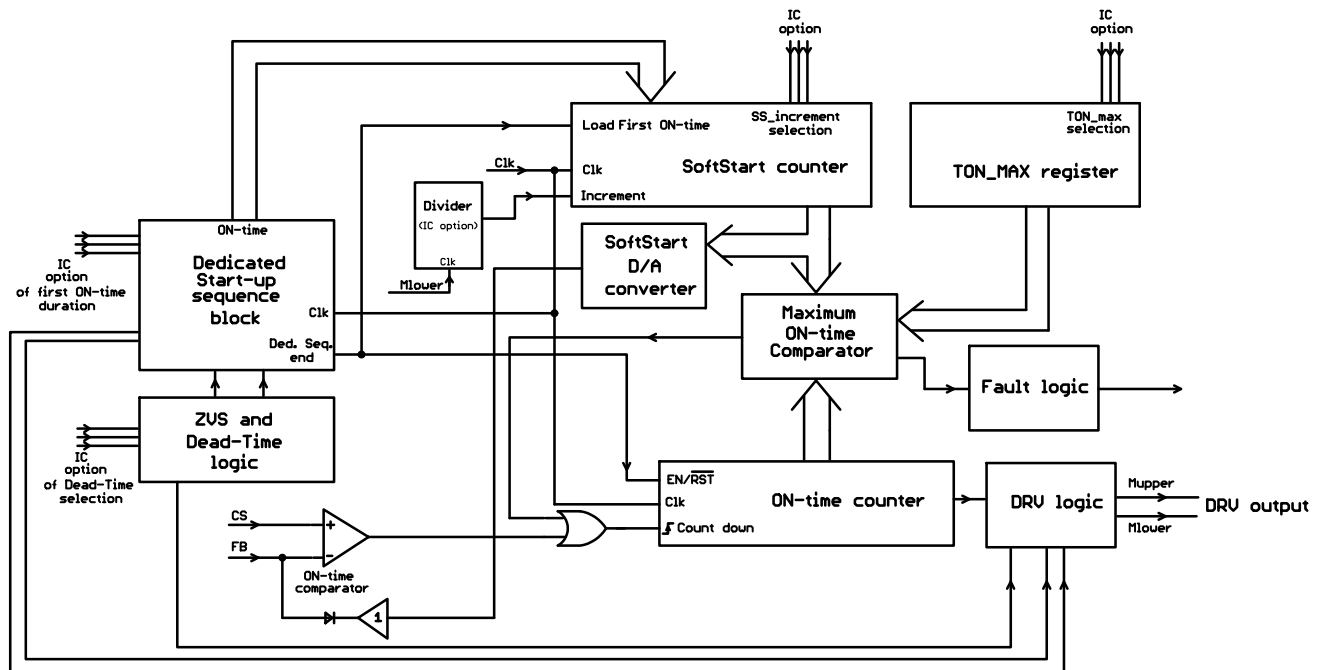 IC
option
IC
option
Load First ON-time
SS_increment
selection
SoftStart counter
Clk
Clk
Increment
TON_max
selection
TON_MAX register
Divider
(IC option)
Clk
Mlower
SoftStart
D/A
converter
ON-time
Dedicated
Start-up
sequence
block
Clk
Ded. Seq.
end
IC
option
of first ON-time
duration
Maximum
ON-time
Comparator
Fault logic
ZVS and
Dead-Time
logic
IC
option
of Dead-Time
selection
EN/RST
Clk
Count down
ON-time counter
DRV logic
Mupper
Mlower
DRV output
CS
FB
+
-
ON-time
comparator
1